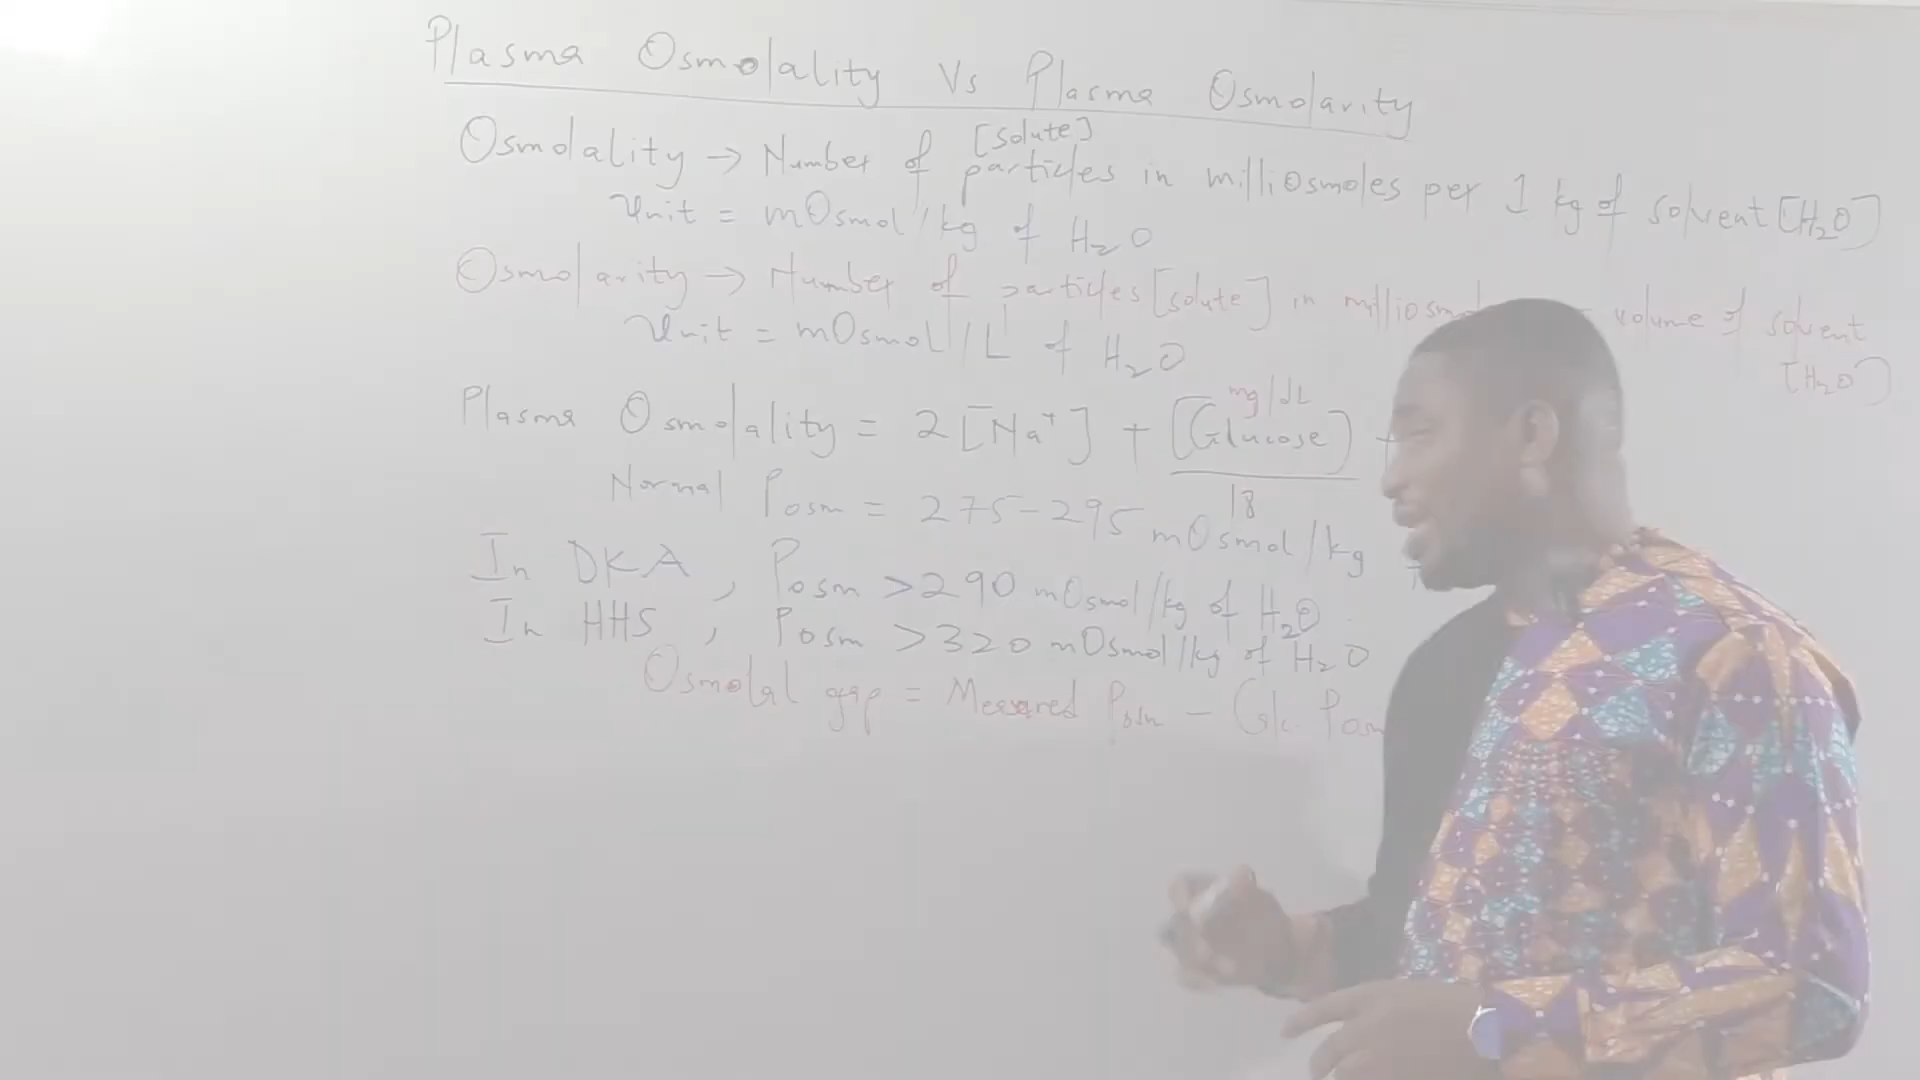 Plasma Osmolality Vs Plasma Osmolarity
[solute]
Osmolality → Number of particles in milliosmoles per 1 kg of solvent [H₂O]
Unit = mOsmol/kg of H₂O
Osmolarity → Number of particles [solute] in volume of solvent
[H₂O]
Unit = mOsmol/L of H₂O
mg/dL
Plasma Osmolality = 2[Na⁺] + [Glucose] +
18
Normal Posm = 275-295 mOsmol/kg
In DKA, Posm >290 mOsmol/kg of H₂O
In HHS, Posm >320 mOsmol/kg of H₂O
Osmolal gap = Measured Posm - Calc Posm